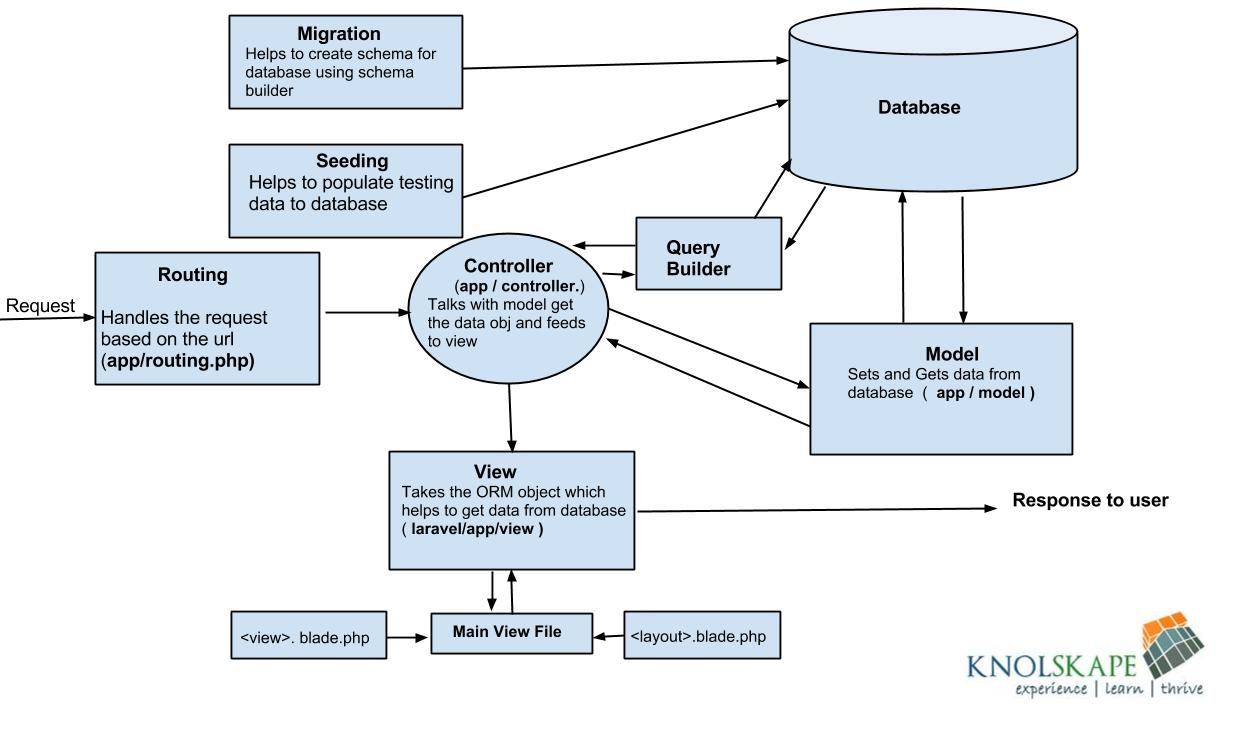 Migration
Helps to create schema for
database using schema
builder
Database
Seeding
Helps to populate testing
data to database
Query
Builder
Request
Routing
Handles the request
based on the url
(app/routing.php)
Controller
(app / controller.)
Talks with model get
the data obj and feeds
to view
Model
Sets and Gets data from
database ( app / model )
View
Takes the ORM object which
helps to get data from database
( laravel/app/view )
Response to user
<view>. blade.php
Main View File
<layout>.blade.php
KNOLSKAPE
experience | learn | thrive